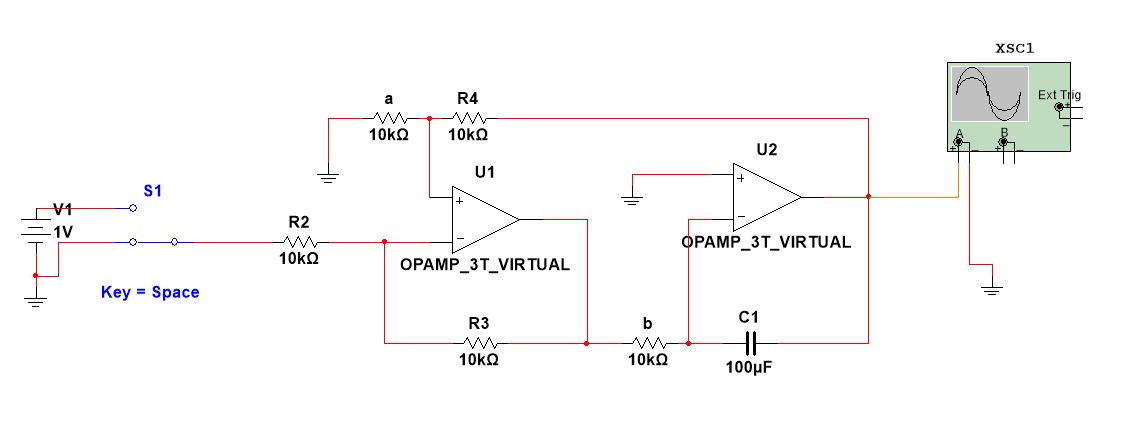 XSC1
Ext Trig
+
−
A
B
+
−
+
−
a
10kΩ
R4
10kΩ
U1
+
−
OPAMP_3T_VIRTUAL
U2
+
−
OPAMP_3T_VIRTUAL
S1
V1
1V
Key = Space
R2
10kΩ
R3
10kΩ
b
10kΩ
C1
100µF